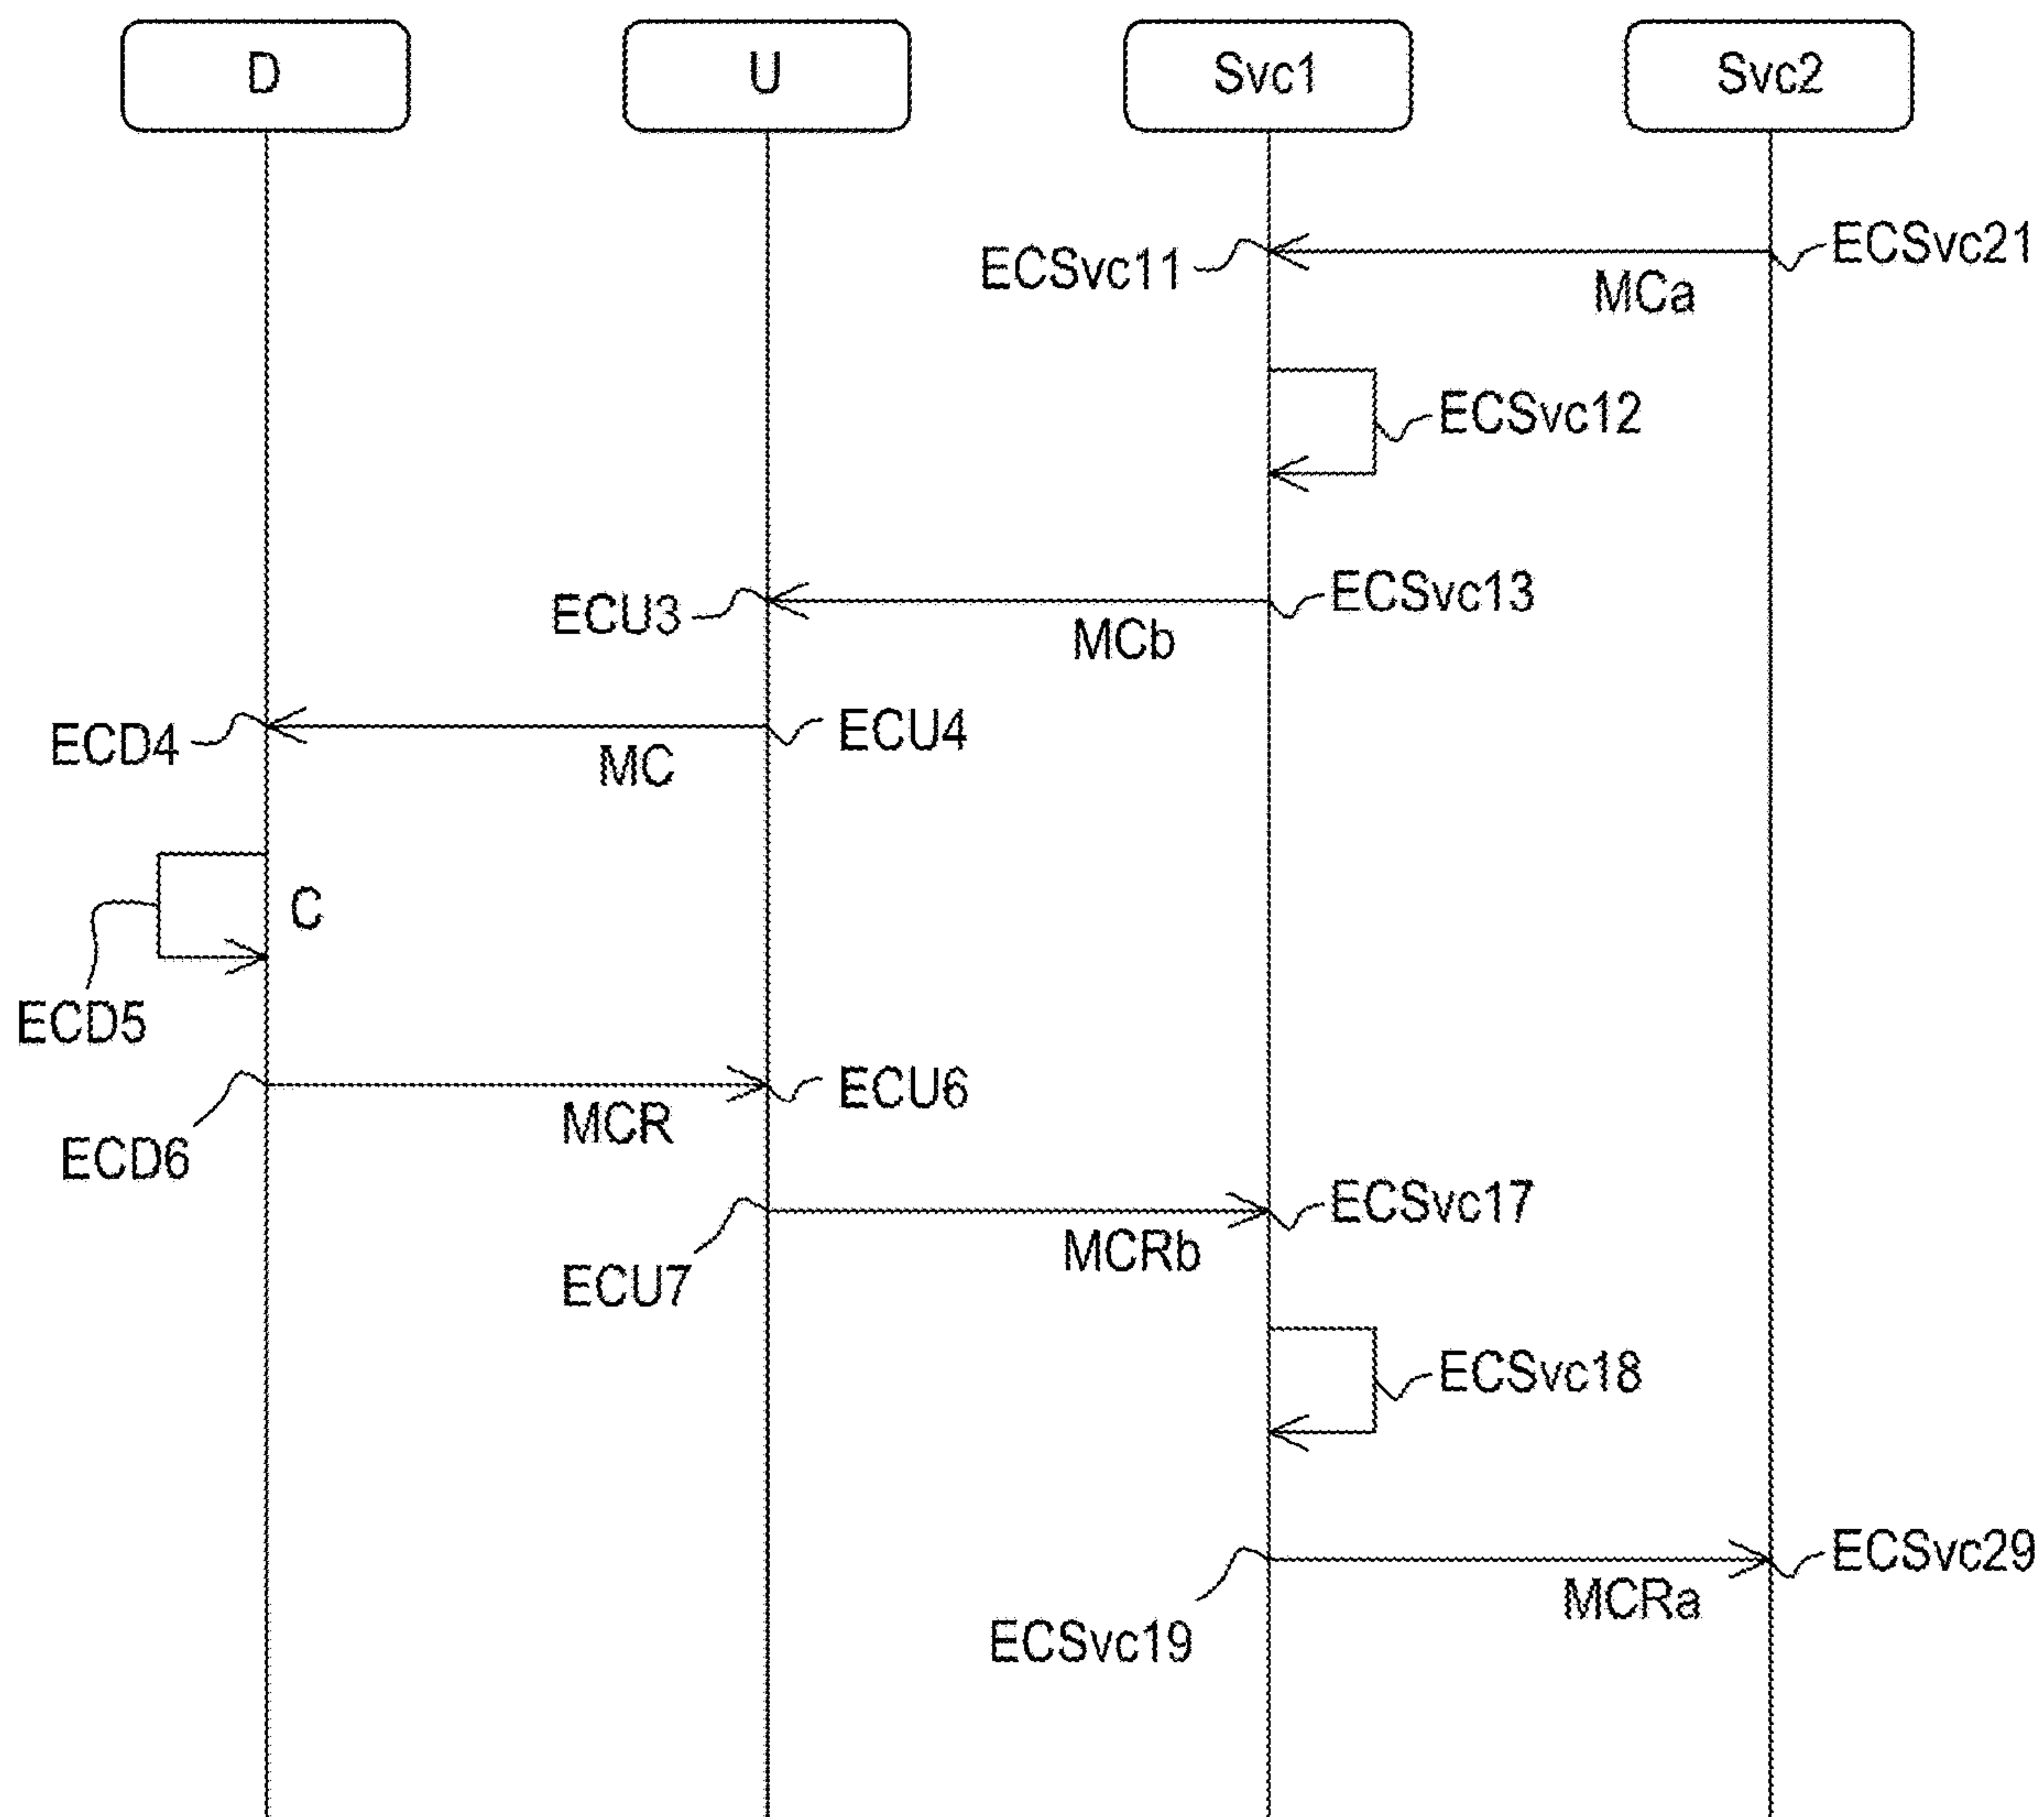 D
U
Svc1
Svc2
ECSvc11
ECSvc21
MCa
ECSvc12
ECU3
ECSvc13
MCb
ECD4
ECU4
MC
C
ECD5
ECU6
MCR
ECD6
ECSvc17
MCRb
ECU7
ECSvc18
ECSvc29
MCRa
ECSvc19